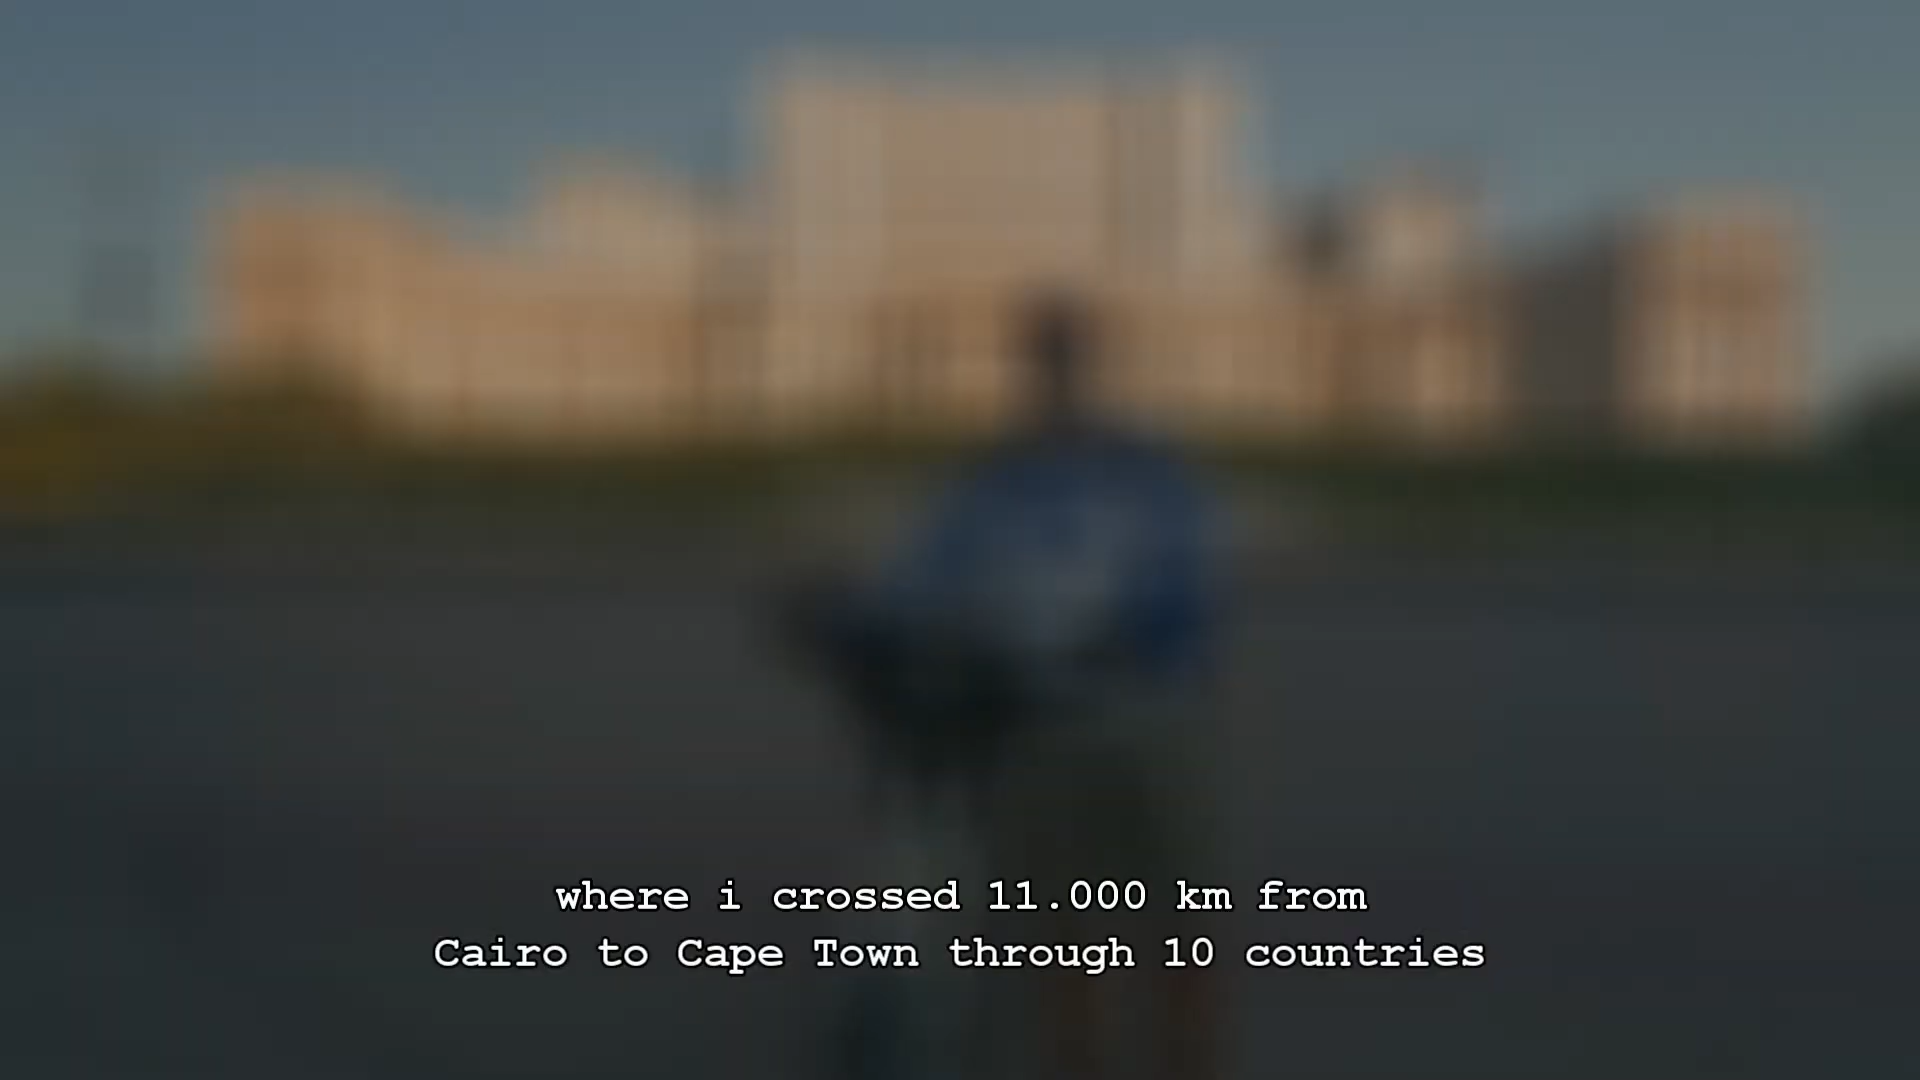 where i crossed 11.000 km from
Cairo to Cape Town through 10 countries